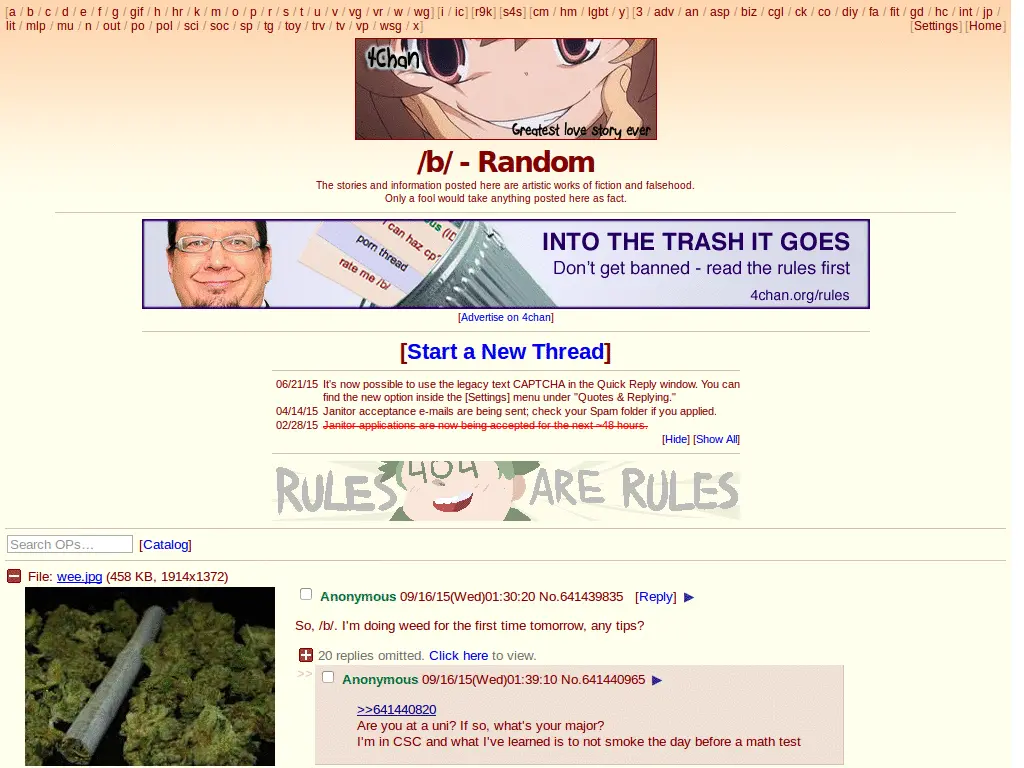 [a / b / c / d / e / f / g / gif / h / hr / k / m / o / p / r / s / t / u / v / vg / vr / w / wg] [i / ic] [r9k] [s4s] [cm / hm / lgbt / y] [3 / adv / an / asp / biz / cgl / ck / co / diy / fa / fit / gd / hc / int / jp /
lit / mlp / mu / n / out / po / pol / sci / soc / sp / tg / toy / trv / tv / vp / wsg / x] [Settings] [Home]
4Chan
Greatest love story ever
/b/ - Random
The stories and information posted here are artistic works of fiction and falsehood.
Only a fool would take anything posted here as fact.
i can haz cp
porn thread
rate me /b/
INTO THE TRASH IT GOES
Don't get banned - read the rules first
4chan.org/rules
[Advertise on 4chan]
[Start a New Thread]
06/21/15 It's now possible to use the legacy text CAPTCHA in the Quick Reply window. You can
find the new option inside the [Settings] menu under "Quotes & Replying."
04/14/15 Janitor acceptance e-mails are being sent; check your Spam folder if you applied.
02/28/15 Janitor applications are now being accepted for the next ~48 hours.
[Hide] [Show All]
RULES 404 ARE RULES
Search OPs… [Catalog]
File: wee.jpg (458 KB, 1914x1372)
Anonymous 09/16/15(Wed)01:30:20 No.641439835 [Reply] ▶
So, /b/. I'm doing weed for the first time tomorrow, any tips?
20 replies omitted. Click here to view.
>> Anonymous 09/16/15(Wed)01:39:10 No.641440965 ▶
>>641440820
Are you at a uni? If so, what's your major?
I'm in CSC and what I've learned is to not smoke the day before a math test